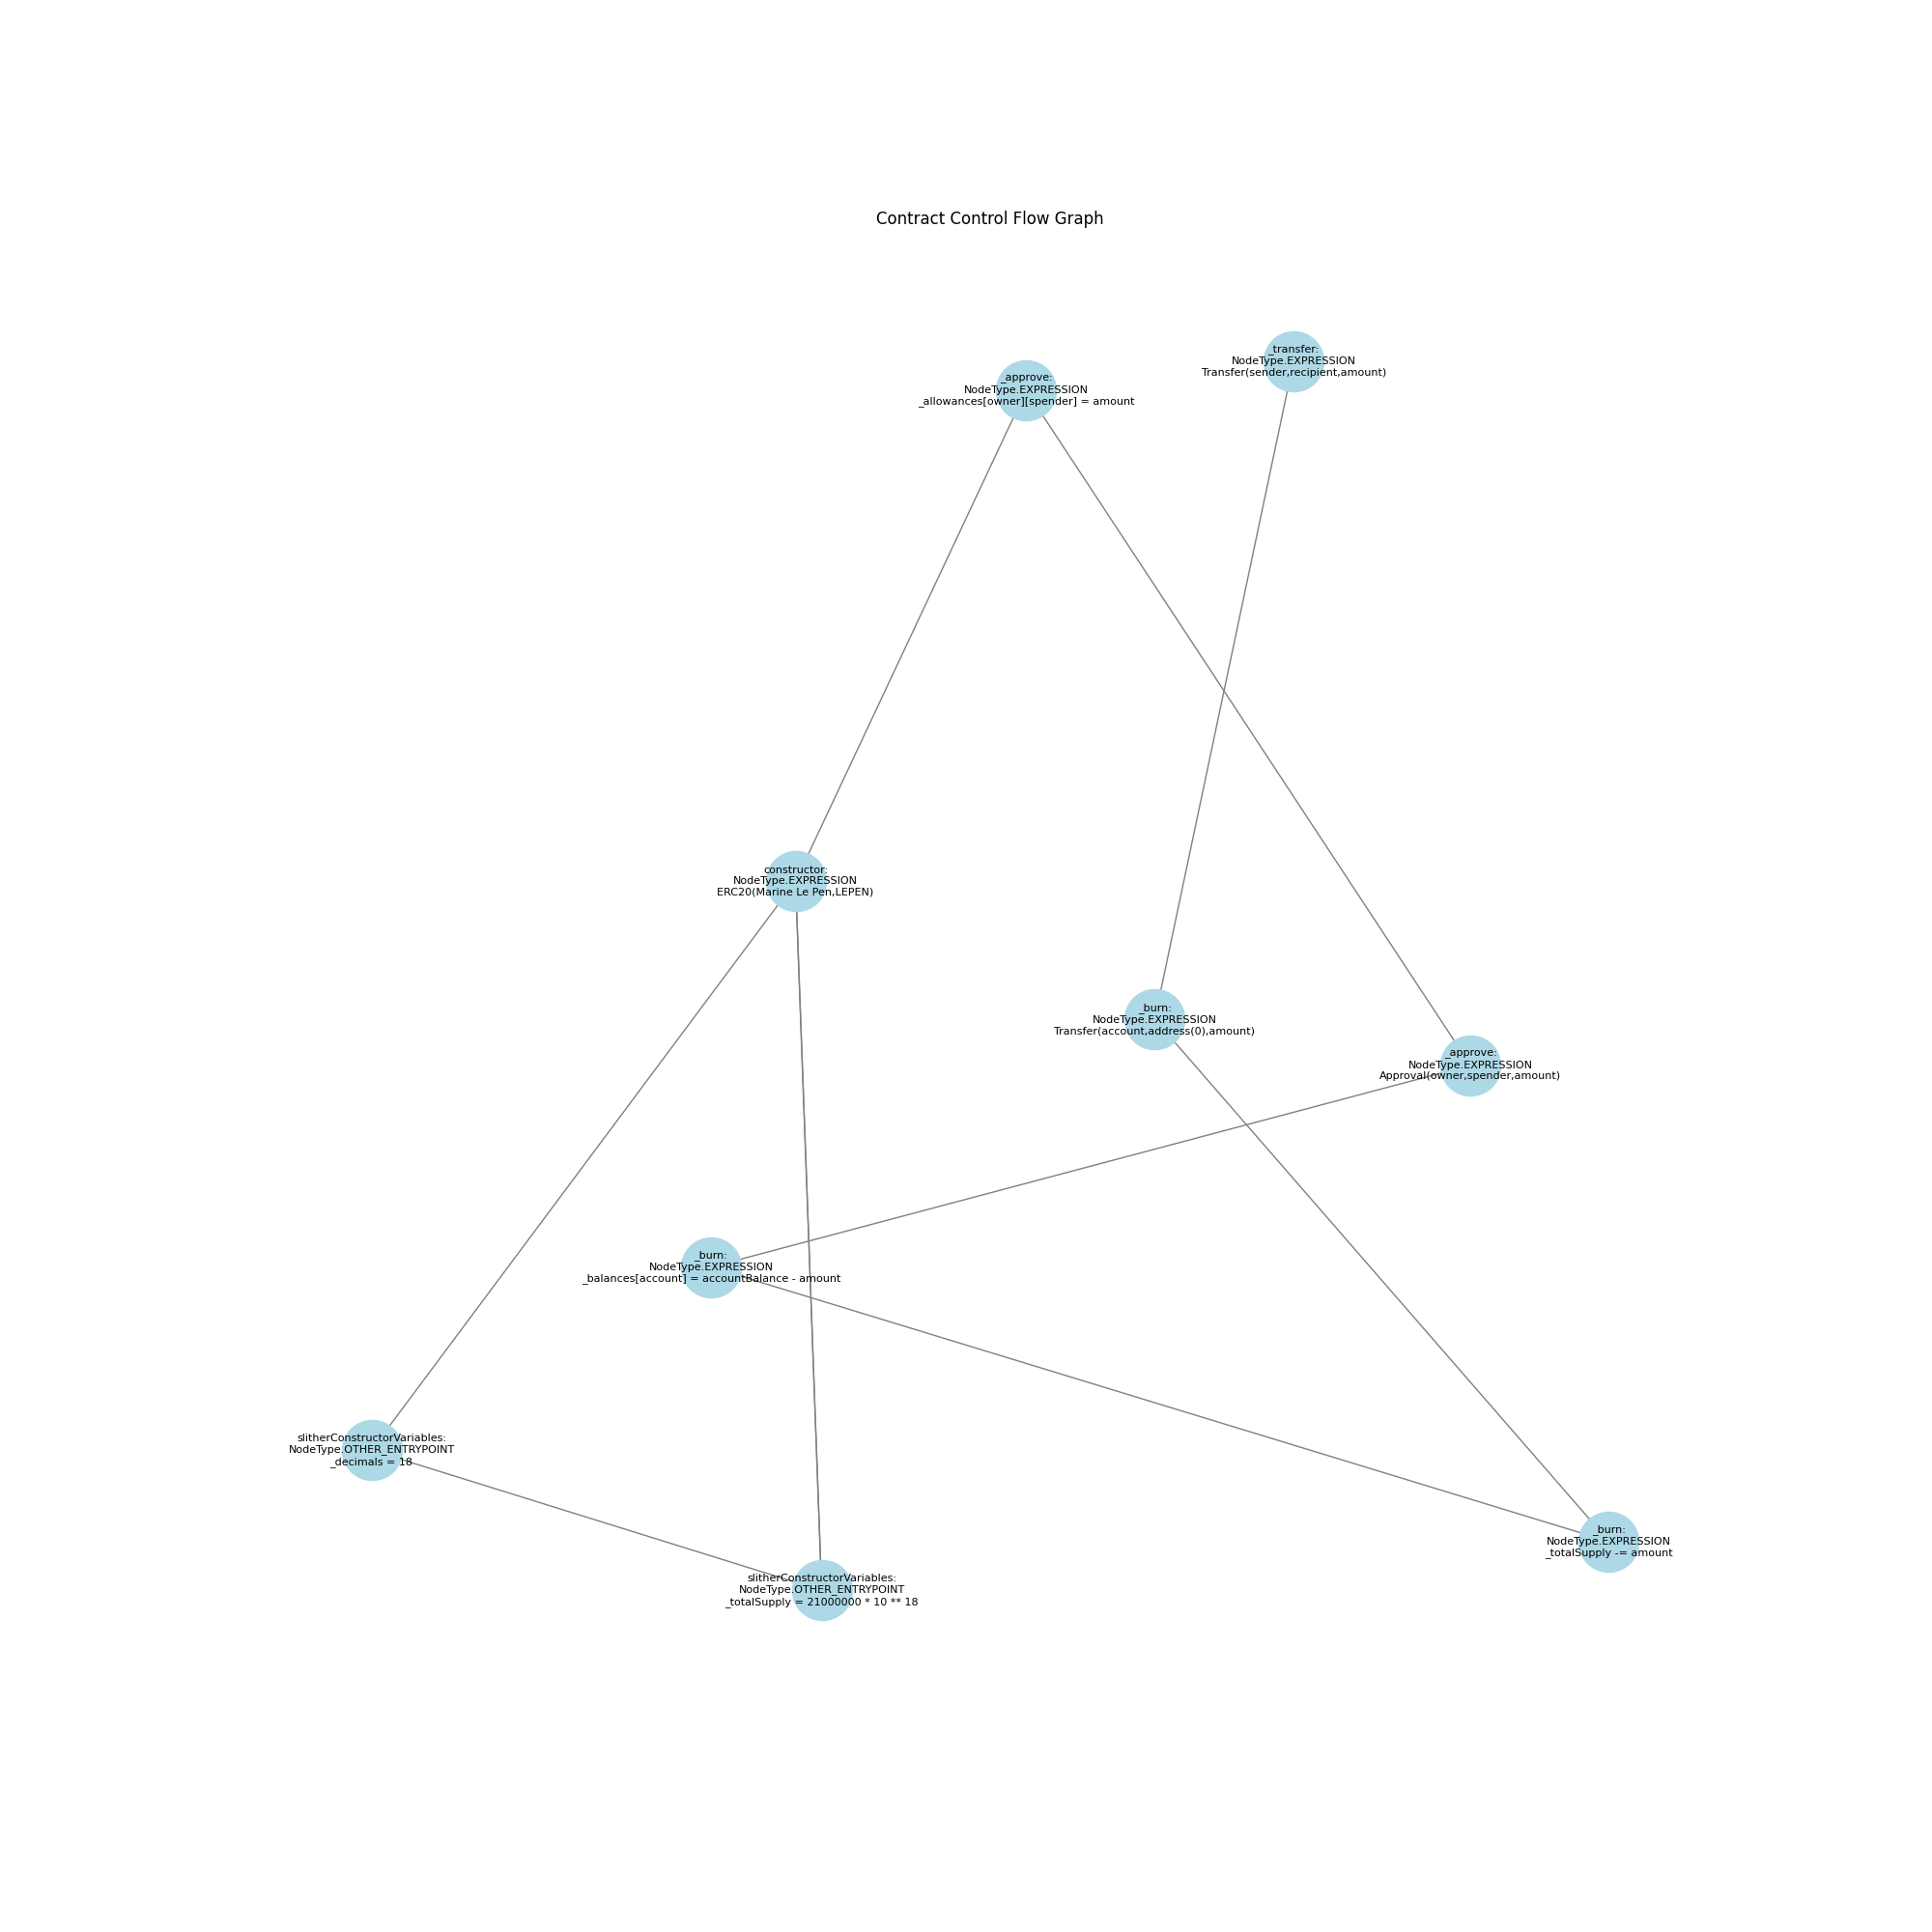 Contract Control Flow Graph
_transfer:
NodeType.EXPRESSION
Transfer(sender,recipient,amount)
_approve:
NodeType.EXPRESSION
_allowances[owner][spender] = amount
constructor:
NodeType.EXPRESSION
ERC20(Marine Le Pen,LEPEN)
_burn:
NodeType.EXPRESSION
Transfer(account,address(0),amount)
_approve:
NodeType.EXPRESSION
Approval(owner,spender,amount)
_burn:
NodeType.EXPRESSION
_balances[account] = accountBalance - amount
slitherConstructorVariables:
NodeType.OTHER_ENTRYPOINT
_decimals = 18
_burn:
NodeType.EXPRESSION
_totalSupply -= amount
slitherConstructorVariables:
NodeType.OTHER_ENTRYPOINT
_totalSupply = 21000000 * 10 ** 18